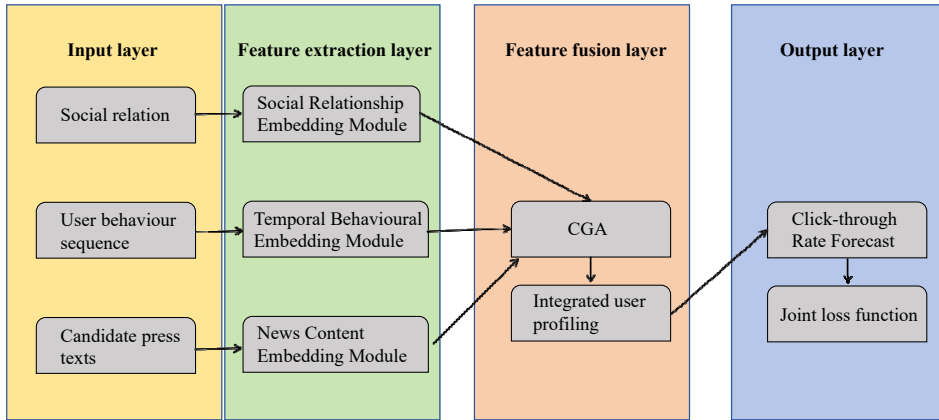 Input layer
Feature extraction layer
Feature fusion layer
Output layer
Social relation
Social Relationship
Embedding Module
User behaviour
sequence
Temporal Behavioural
Embedding Module
CGA
Click-through
Rate Forecast
Integrated user
profiling
Joint loss function
Candidate press
texts
News Content
Embedding Module